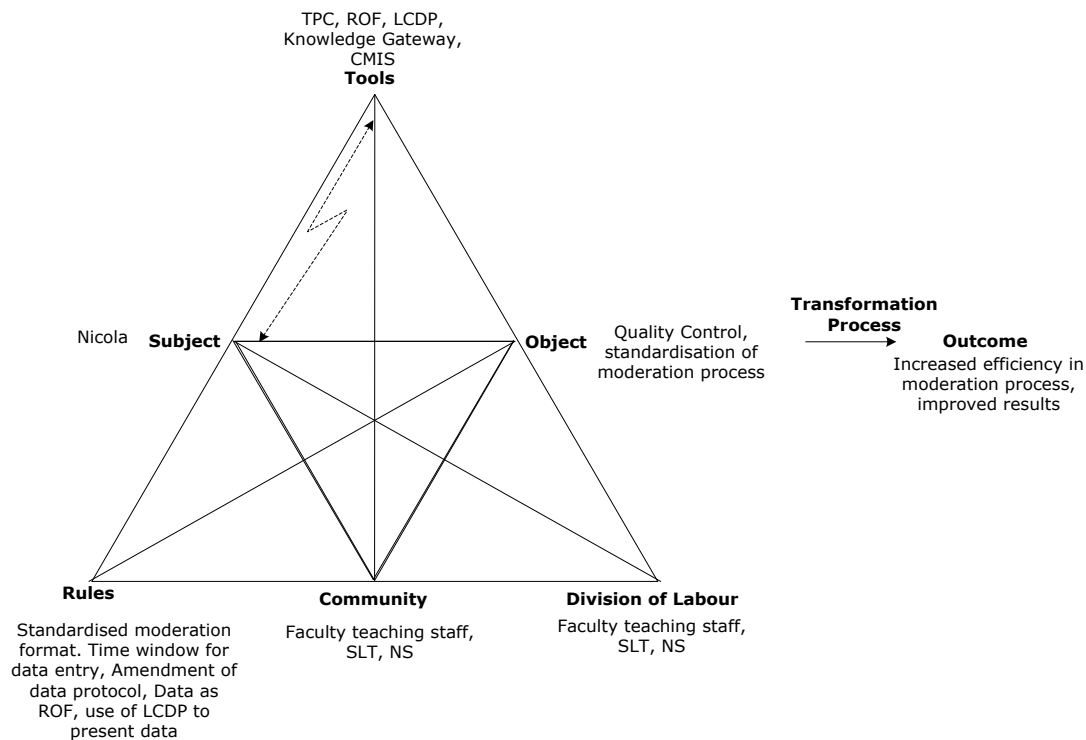 TPC, ROF, LCDP,
Knowledge Gateway,
CMIS
Tools
Nicola
Subject
Object
Quality Control,
standardisation of
moderation process
Transformation
Process
Outcome
Increased efficiency in
moderation process,
improved results
Rules
Standardised moderation
format. Time window for
data entry, Amendment of
data protocol, Data as
ROF, use of LCDP to
present data
Community
Faculty teaching staff,
SLT, NS
Division of Labour
Faculty teaching staff,
SLT, NS